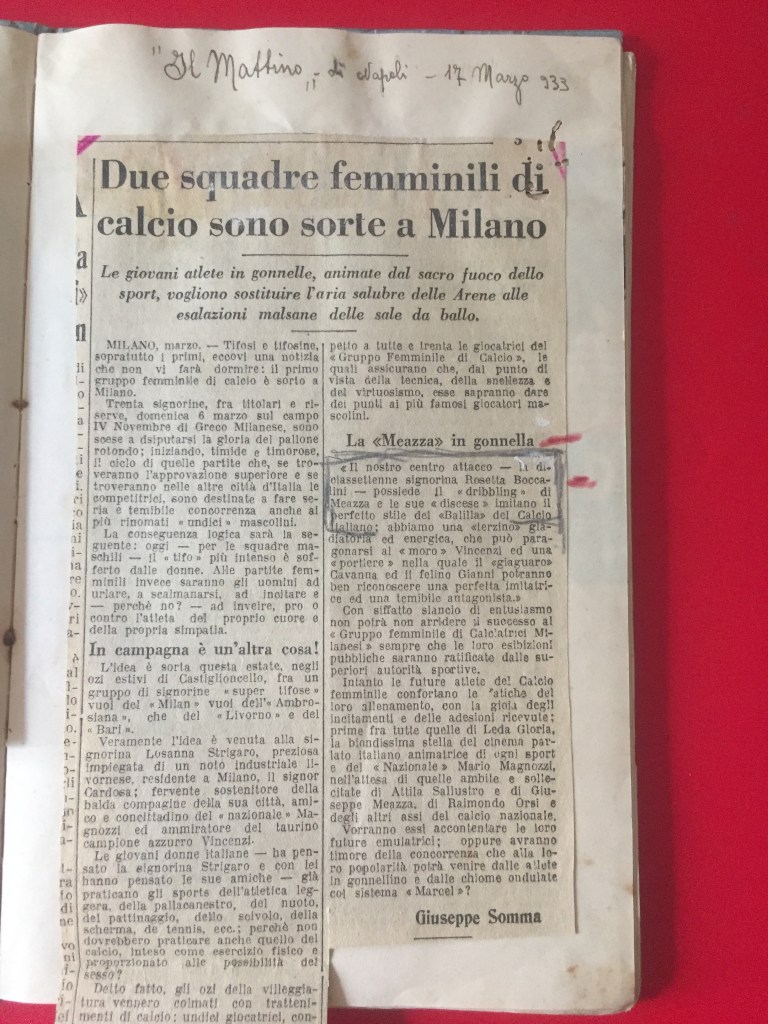 "Il Mattino„ di Napoli - 17 Marzo 933
Due squadre femminili di
calcio sono sorte a Milano
Le giovani atlete in gonnelle, animate dal sacro fuoco dello
sport, vogliono sostituire l'aria salubre delle Arene alle
esalazioni malsane delle sale da ballo.
MILANO, marzo. — Tifosi e tifosine,
sopratutto i primi, eccovi una notizia
che non vi farà dormire: il primo
gruppo femminile di calcio è sorto a
Milano.
Trenta signorine, fra titolari e ri-
serve, domenica 6 marzo sul campo
IV Novembre di Greco Milanese, sono
scese a disputarsi la gloria del pallone
rotondo; iniziando, timide e timorose,
il ciclo di quelle partite che, se tro-
veranno l'approvazione superiore e se
troveranno nelle altre città d'Italia le
competitrici, sono destinate a fare se-
ria e temibile concorrenza anche ai
più rinomati « undici » mascolini.
La conseguenza logica sarà la se-
guente: oggi — per le squadre ma-
schili — il « tifo » più intenso è sof-
ferto dalle donne. Alle partite fem-
minili invece saranno gli uomini ad
urlare, a scalmanarsi, ad incitare e
— perchè no? — ad inveire, pro o
contro l'atleta del proprio cuore e
della propria simpatia.
In campagna è un'altra cosa!
L'idea è sorta questa estate, negli
ozi estivi di Castiglioncello, fra un
gruppo di signorine « super tifose »
vuoi del « Milan » vuoi dell'« Ambro-
siana », che del « Livorno » e del
« Bari ».
Veramente l'idea è venuta alla si-
gnorina Losanna Strigaro, preziosa
impiegata di un noto industriale li-
vornese, residente a Milano, il signor
Cardosa; fervente sostenitore della
balda compagine della sua città, ami-
co e concittadino del « nazionale » Ma-
gnozzi ed ammiratore del taurino
campione azzurro Vincenzi.
Le giovani donne italiane — ha pen-
sato la signorina Strigaro e con lei
hanno pensato le sue amiche — già
praticano gli sports dell'atletica leg-
gera, della pallacanestro, del nuoto,
del pattinaggio, dello scivolo, della
scherma, de tennis, ecc.; perchè non
dovrebbero praticare anche quello del
calcio, inteso come esercizio fisico e
proporzionato alle possibilità del
sesso?
Detto fatto, gli ozi della villeggia-
tura vennero colmati con tratteni-
menti di calcio; undici giocatrici, con-
petto a tutte e trenta le giocatrici del
« Gruppo Femminile di Calcio », le
quali assicurano che, dal punto di
vista della tecnica, della snellezza e
del virtuosismo, esse sapranno dare
dei punti ai più famosi giocatori ma-
scolini.
La «Meazza» in gonnella
«Il nostro centro attacco — la di-
classettenne signorina Rosetta Bocca-
lini — possiede il « dribbling » di
Meazza e le sue « discese » imitano il
perfetto stile del «Balilla» del Calcio
Italiano; abbiamo una «terzino» gla-
diatoria ed energica, che può para-
gonarsi al « moro » Vincenzi ed una
« portiere » nella quale il «giaguaro»
Cavanna ed il felino Gianni potranno
ben riconoscere una perfetta imitatri-
ce ed una temibile antagonista.»
Con siffatto slancio di entusiasmo
non potrà non arridere il successo al
« Gruppo femminile di Calciatrici Mi-
lanesi » sempre che le loro esibizioni
pubbliche saranno ratificate dalle su-
periori autorità sportive.
Intanto le future atlete del Calcio
femminile confortano le fatiche del
loro allenamento, con la gioia degli
incitamenti e delle adesioni ricevute;
prime fra tutte quelle di Leda Gloria,
la biondissima stella del cinema par-
lato italiano animatrice di ogni sport
e del « Nazionale » Mario Magnozzi,
nell'attesa di quelle ambite e solle-
citate di Attila Sallustro e di Giu-
seppe Meazza, di Raimondo Orsi e
degli altri assi del calcio nazionale.
Vorranno essi accontentare le loro
future emulatrici; oppure avranno
timore della concorrenza che alla lo-
ro popolarità potrà venire dalle atlete
in gonnellino e dalle chiome ondulate
col sistema « Marcel »?
Giuseppe Somma